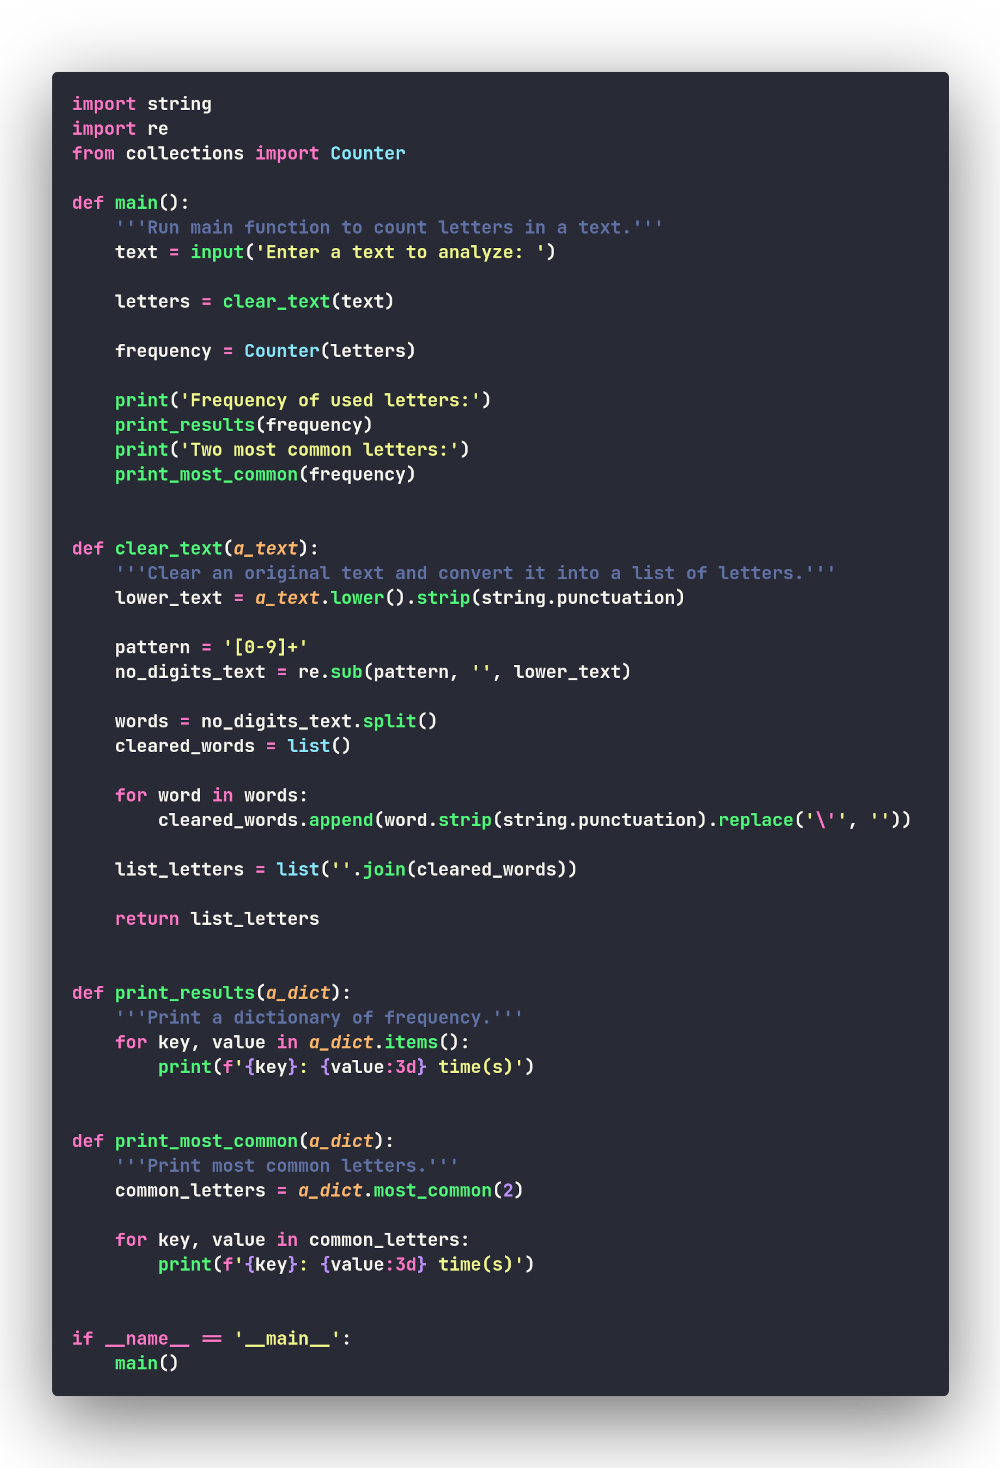 import string
import re
from collections import Counter

def main():
    '''Run main function to count letters in a text.'''
    text = input('Enter a text to analyze: ')

    letters = clear_text(text)

    frequency = Counter(letters)

    print('Frequency of used letters:')
    print_results(frequency)
    print('Two most common letters:')
    print_most_common(frequency)


def clear_text(a_text):
    '''Clear an original text and convert it into a list of letters.'''
    lower_text = a_text.lower().strip(string.punctuation)

    pattern = '[0-9]+'
    no_digits_text = re.sub(pattern, '', lower_text)

    words = no_digits_text.split()
    cleared_words = list()

    for word in words:
        cleared_words.append(word.strip(string.punctuation).replace('\'', ''))

    list_letters = list(''.join(cleared_words))

    return list_letters


def print_results(a_dict):
    '''Print a dictionary of frequency.'''
    for key, value in a_dict.items():
        print(f'{key}: {value:3d} time(s)')


def print_most_common(a_dict):
    '''Print most common letters.'''
    common_letters = a_dict.most_common(2)

    for key, value in common_letters:
        print(f'{key}: {value:3d} time(s)')


if __name__ == '__main__':
    main()